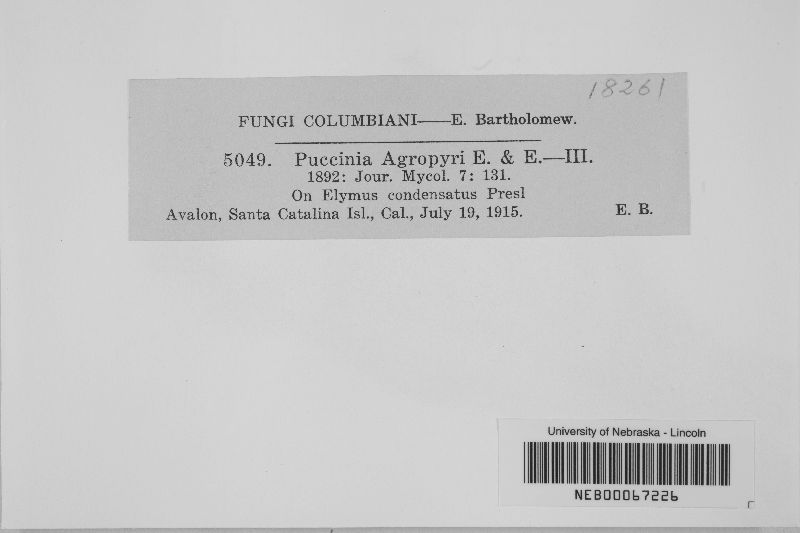 18261
FUNGI COLUMBIANI——E. Bartholomew.
5049. Puccinia Agropyri E. & E.—III.
1892: Jour. Mycol. 7: 131.
On Elymus condensatus Presl
Avalon, Santa Catalina Isl., Cal., July 19, 1915. E. B.
University of Nebraska - Lincoln
NEB00067226